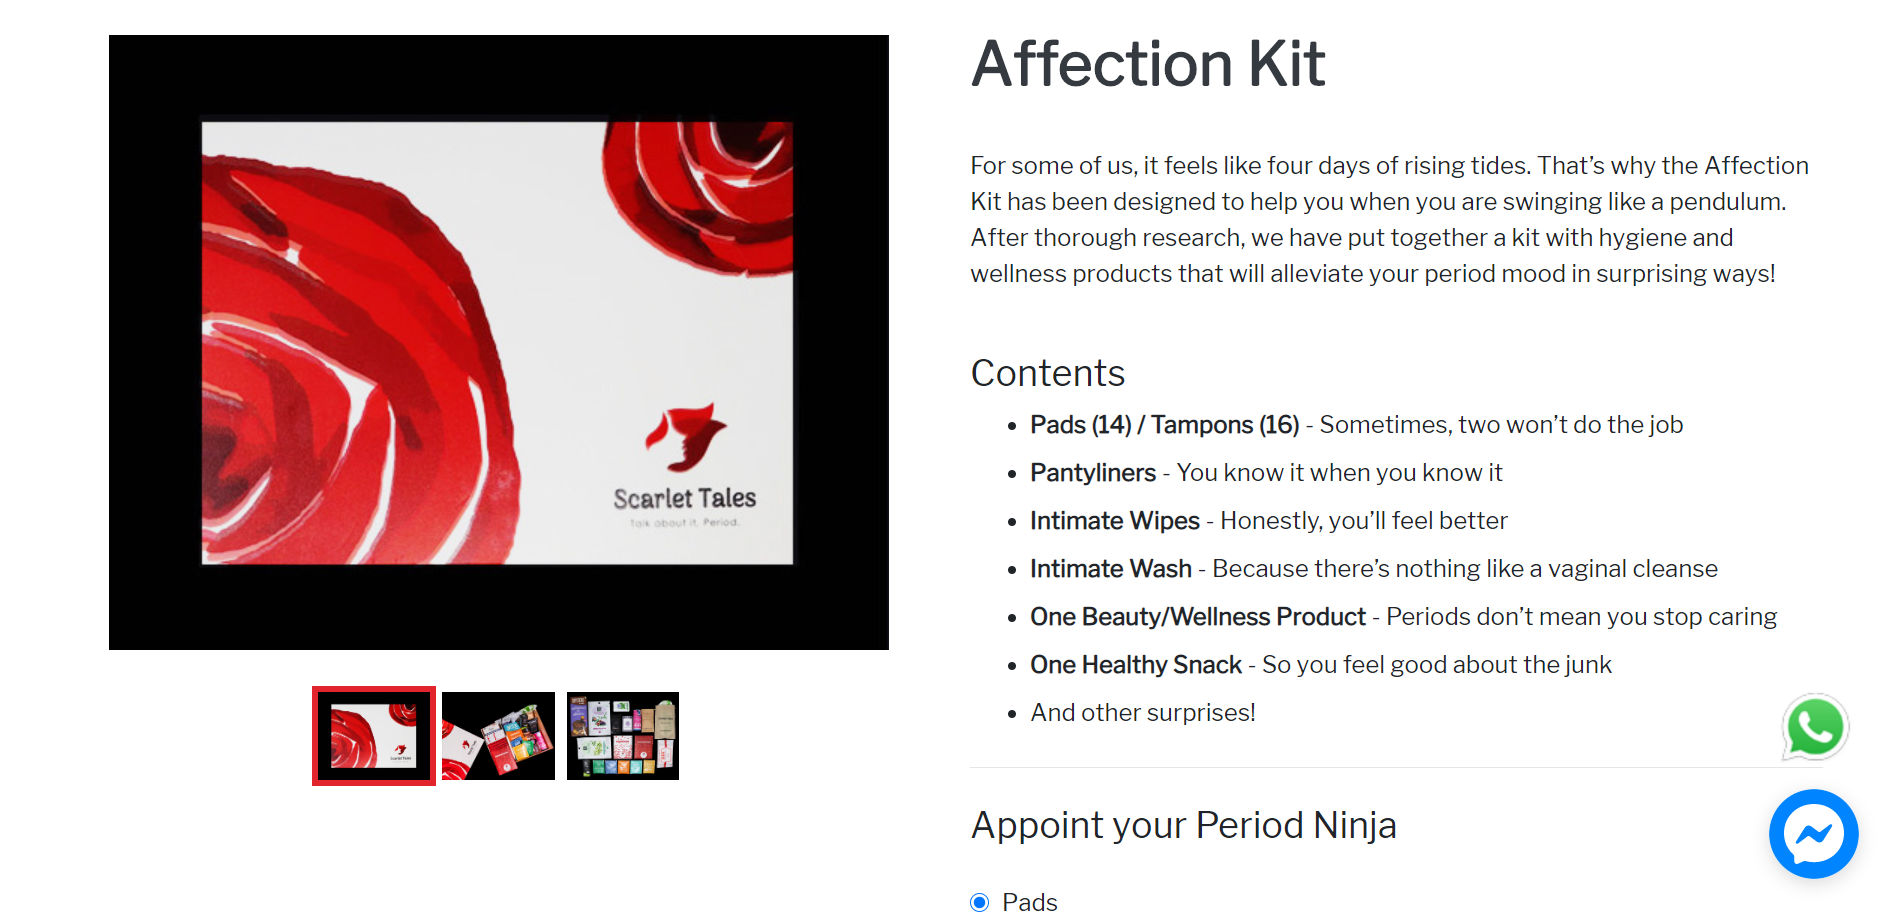 Affection Kit
For some of us, it feels like four days of rising tides. That’s why the Affection
Kit has been designed to help you when you are swinging like a pendulum.
After thorough research, we have put together a kit with hygiene and
wellness products that will alleviate your period mood in surprising ways!
Scarlet Tales
Talk about it. Period.
Contents
Pads (14) / Tampons (16) - Sometimes, two won’t do the job
Pantyliners - You know it when you know it
Intimate Wipes - Honestly, you’ll feel better
Intimate Wash - Because there’s nothing like a vaginal cleanse
One Beauty/Wellness Product - Periods don’t mean you stop caring
One Healthy Snack - So you feel good about the junk
And other surprises!
Appoint your Period Ninja
Pads